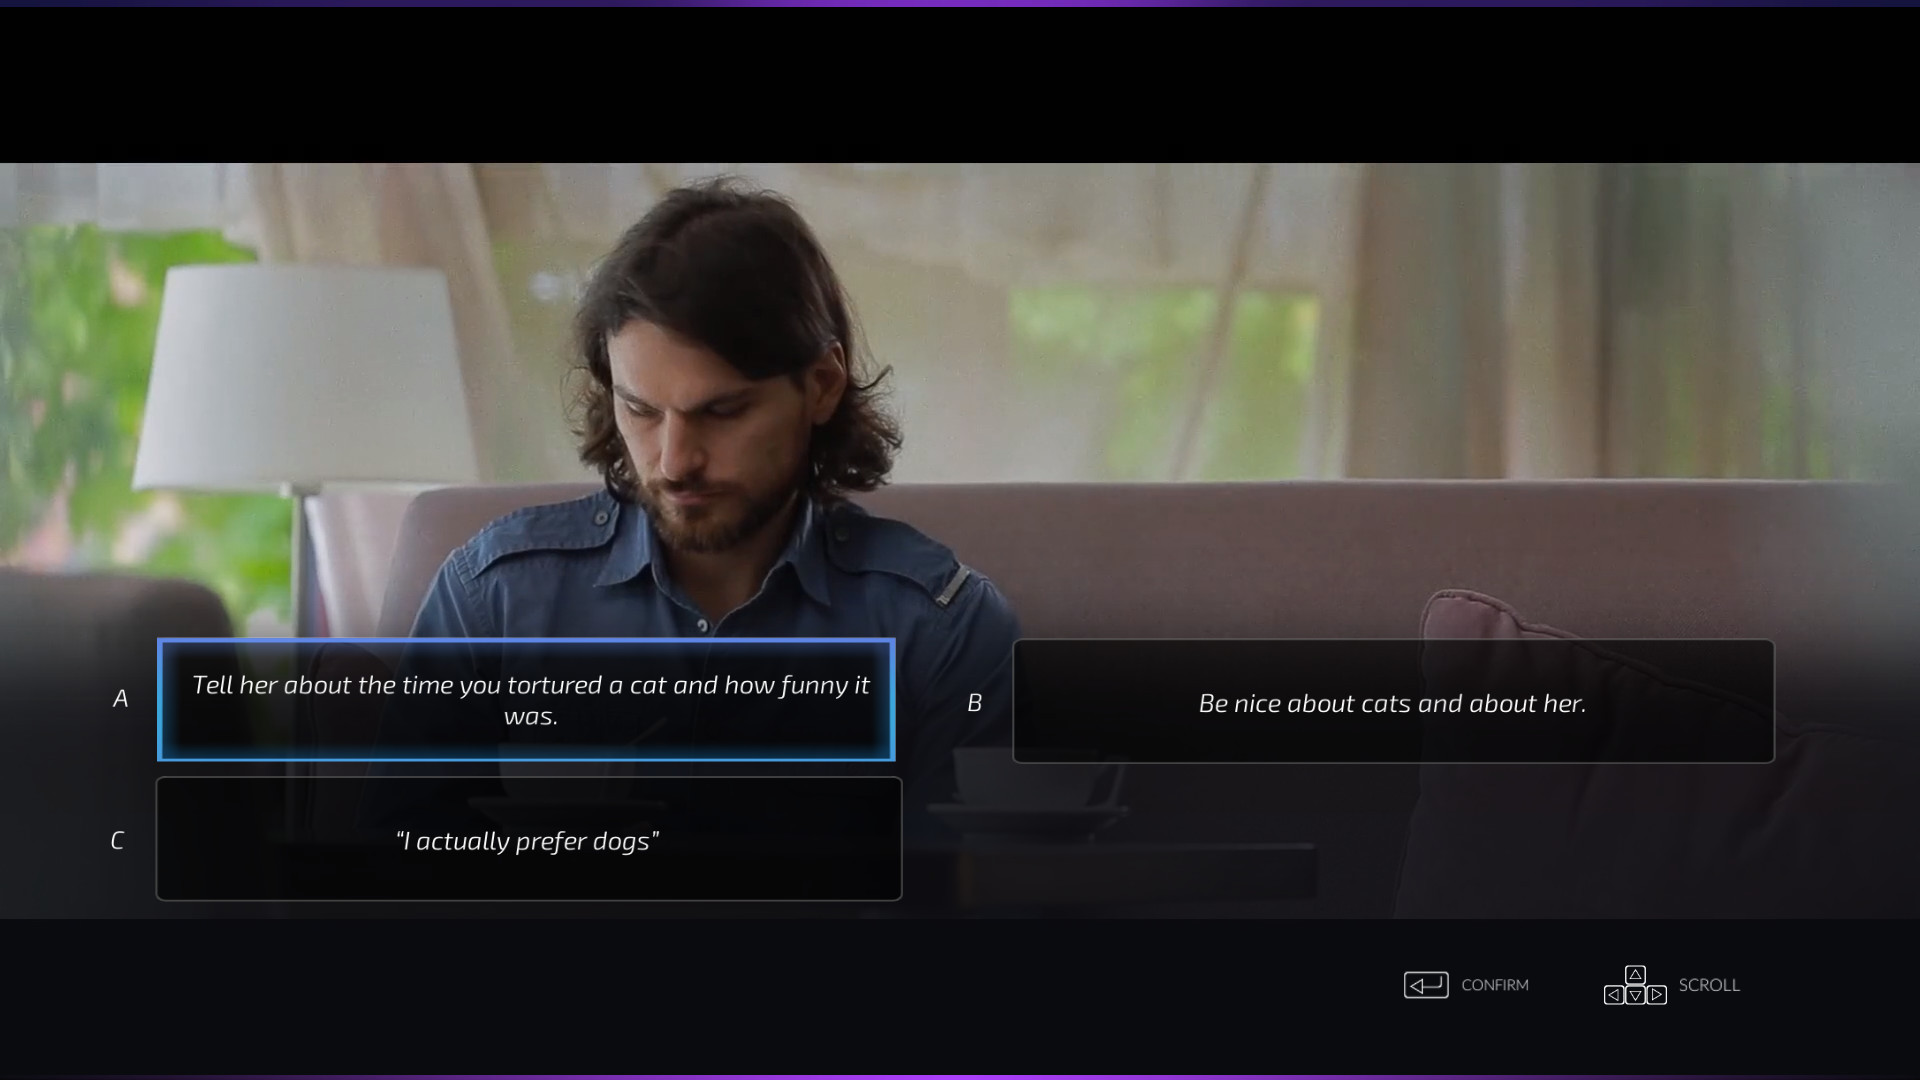 A
Tell her about the time you tortured a cat and how funny it
was.
B
Be nice about cats and about her.
C
“I actually prefer dogs”
CONFIRM
SCROLL